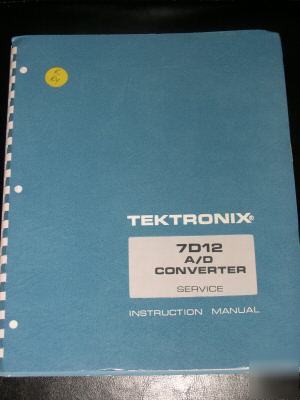 TEKTRONIX®
7D12
A/D
CONVERTER
SERVICE
INSTRUCTION MANUAL